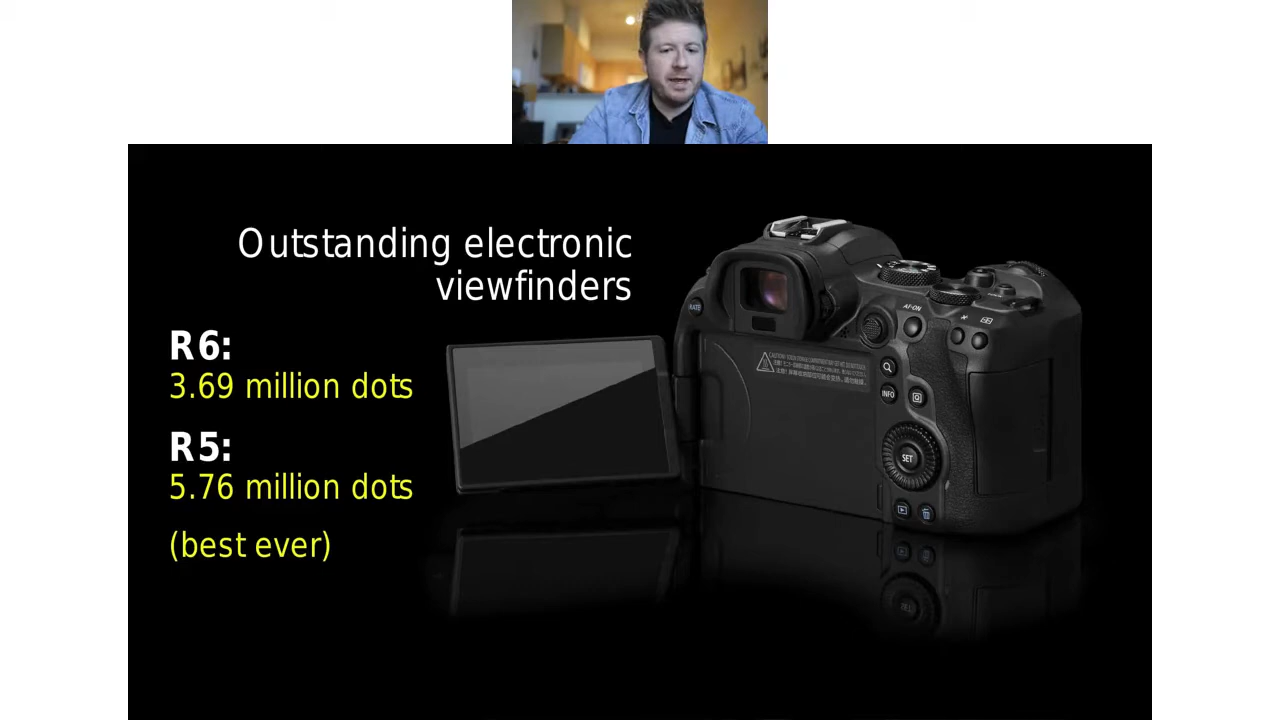 Outstanding electronic
viewfinders
R6:
3.69 million dots
R5:
5.76 million dots
(best ever)
RATE
AF-ON
INFO
Q
SET